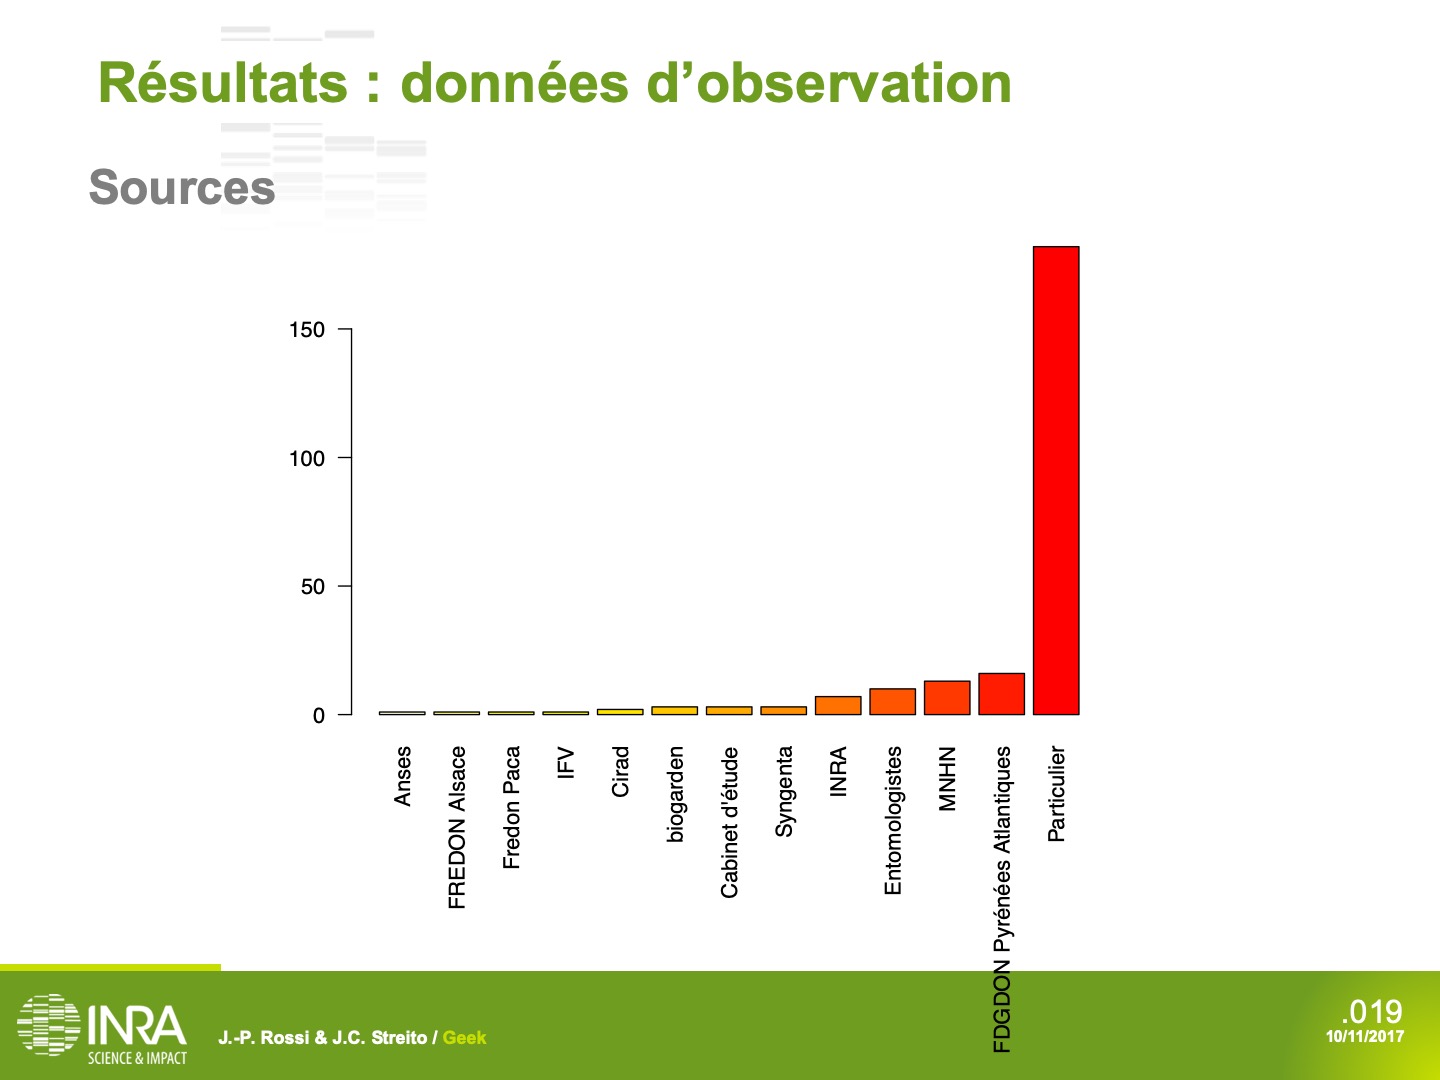 Résultats : données d’observation
Sources
150
100
50
0
Anses
FREDON Alsace
Fredon Paca
IFV
Cirad
biogarden
Cabinet d'étude
Syngenta
INRA
Entomologistes
MNHN
FDGDON Pyrénées Atlantiques
Particulier
INRA
SCIENCE & IMPACT
J.-P. Rossi & J.C. Streito / Geek
.019
10/11/2017